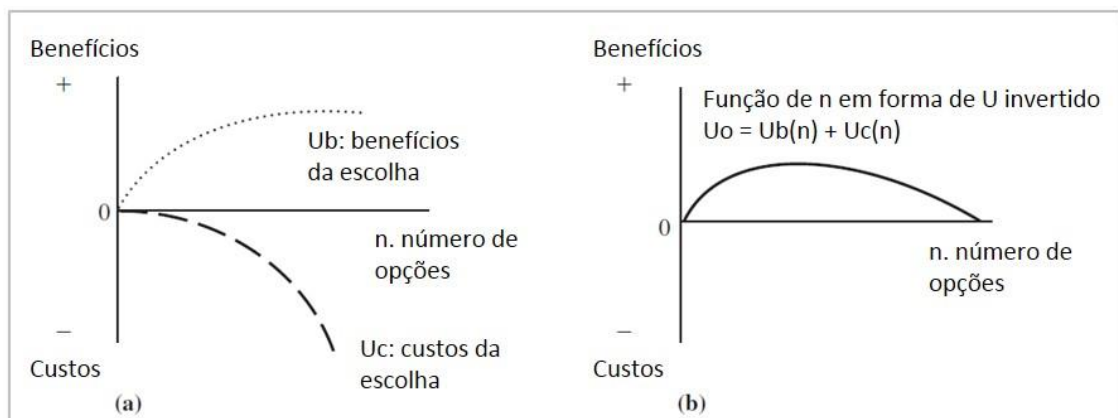 Benefícios
+
Ub: benefícios
da escolha
0
n. número de
opções
−
Uc: custos da
escolha
Custos
(a)
Benefícios
+
Função de n em forma de U invertido
Uo = Ub(n) + Uc(n)
0
n. número de
opções
−
Custos
(b)